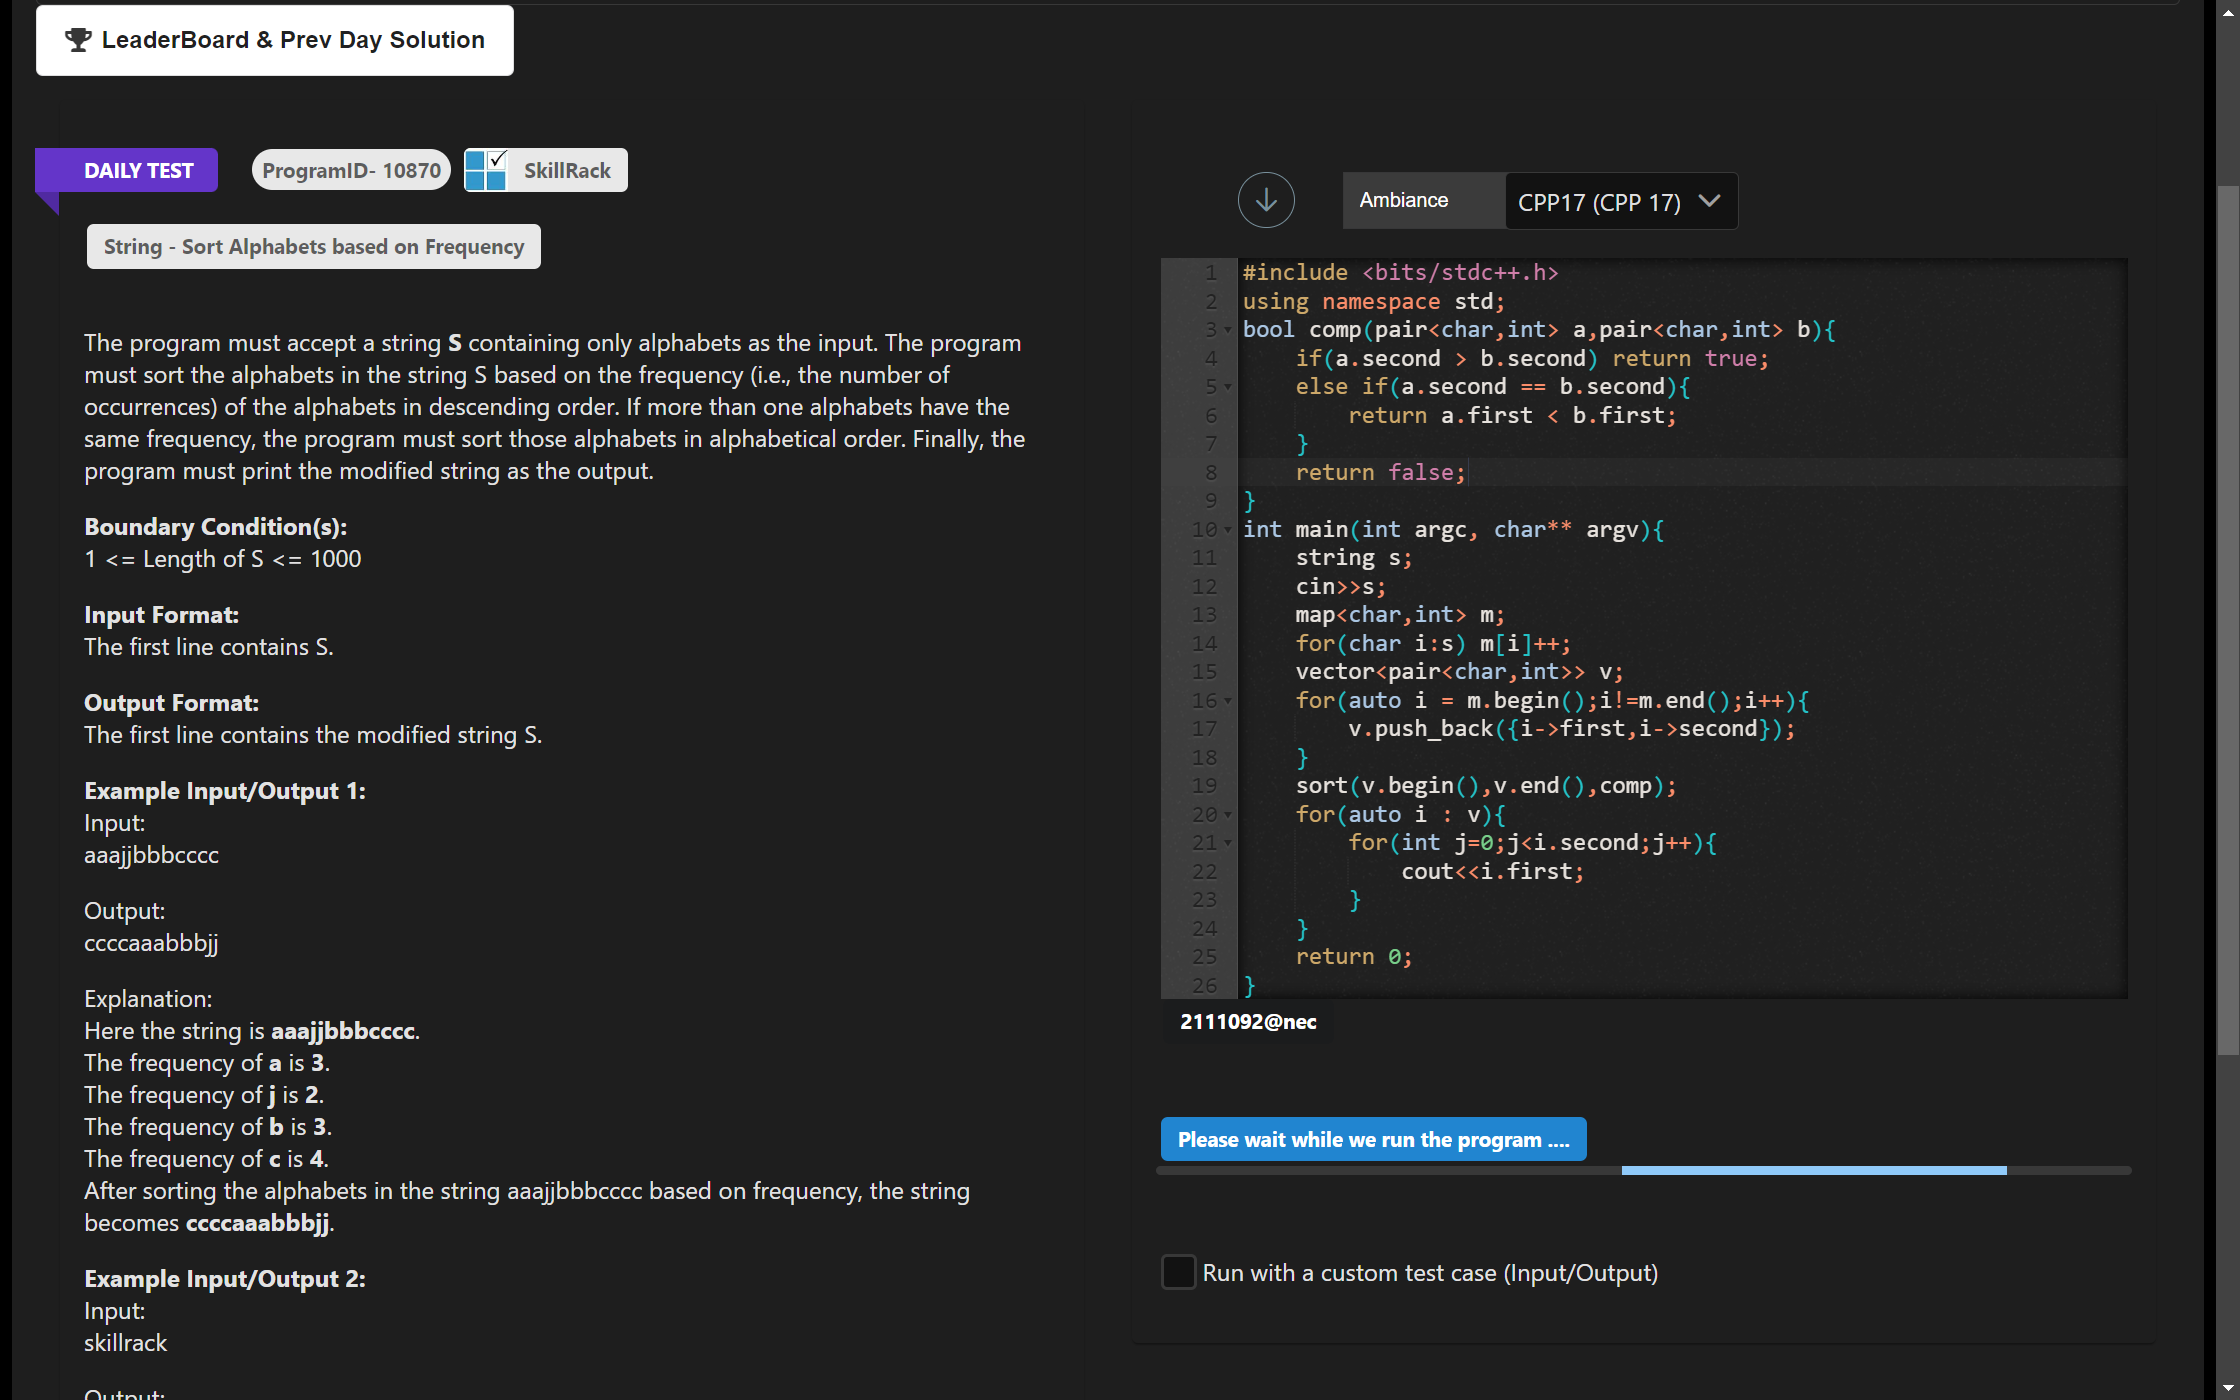 LeaderBoard & Prev Day Solution
DAILY TEST
ProgramID- 10870
SkillRack
String - Sort Alphabets based on Frequency
The program must accept a string S containing only alphabets as the input. The program
must sort the alphabets in the string S based on the frequency (i.e., the number of
occurrences) of the alphabets in descending order. If more than one alphabets have the
same frequency, the program must sort those alphabets in alphabetical order. Finally, the
program must print the modified string as the output.
Boundary Condition(s):
1 <= Length of S <= 1000
Input Format:
The first line contains S.
Output Format:
The first line contains the modified string S.
Example Input/Output 1:
Input:
aaajjbbbcccc
Output:
ccccaaabbbjj
Explanation:
Here the string is aaajjbbbcccc.
The frequency of a is 3.
The frequency of j is 2.
The frequency of b is 3.
The frequency of c is 4.
After sorting the alphabets in the string aaajjbbbcccc based on frequency, the string
becomes ccccaaabbbjj.
Example Input/Output 2:
Input:
skillrack
Output:
Ambiance
CPP17 (CPP 17)
1 #include <bits/stdc++.h>
2 using namespace std;
3 bool comp(pair<char,int> a,pair<char,int> b){
4     if(a.second > b.second) return true;
5     else if(a.second == b.second){
6         return a.first < b.first;
7     }
8     return false;
9 }
10 int main(int argc, char** argv){
11     string s;
12     cin>>s;
13     map<char,int> m;
14     for(char i:s) m[i]++;
15     vector<pair<char,int>> v;
16     for(auto i = m.begin();i!=m.end();i++){
17         v.push_back({i->first,i->second});
18     }
19     sort(v.begin(),v.end(),comp);
20     for(auto i : v){
21         for(int j=0;j<i.second;j++){
22             cout<<i.first;
23         }
24     }
25     return 0;
26 }
2111092@nec
Please wait while we run the program ....
Run with a custom test case (Input/Output)